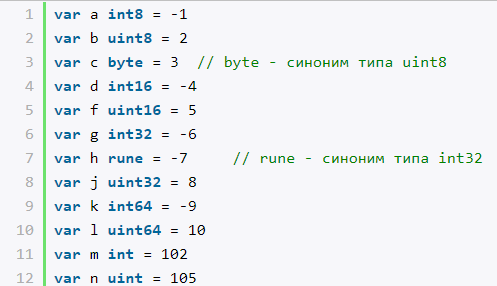 1 var a int8 = -1
2 var b uint8 = 2
3 var c byte = 3  // byte - синоним типа uint8
4 var d int16 = -4
5 var f uint16 = 5
6 var g int32 = -6
7 var h rune = -7     // rune - синоним типа int32
8 var j uint32 = 8
9 var k int64 = -9
10 var l uint64 = 10
11 var m int = 102
12 var n uint = 105